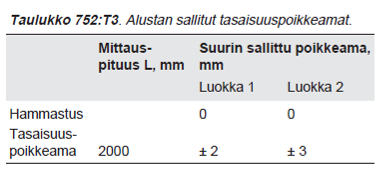 Taulukko 752:T3. Alustan sallitut tasaisuuspoikkeamat.
Mittaus- Suurin sallittu poikkeama,
pituus L, mm mm
Luokka 1 Luokka 2
Hammastus 0 0
Tasaisuus-
poikkeama 2000 ± 2 ± 3